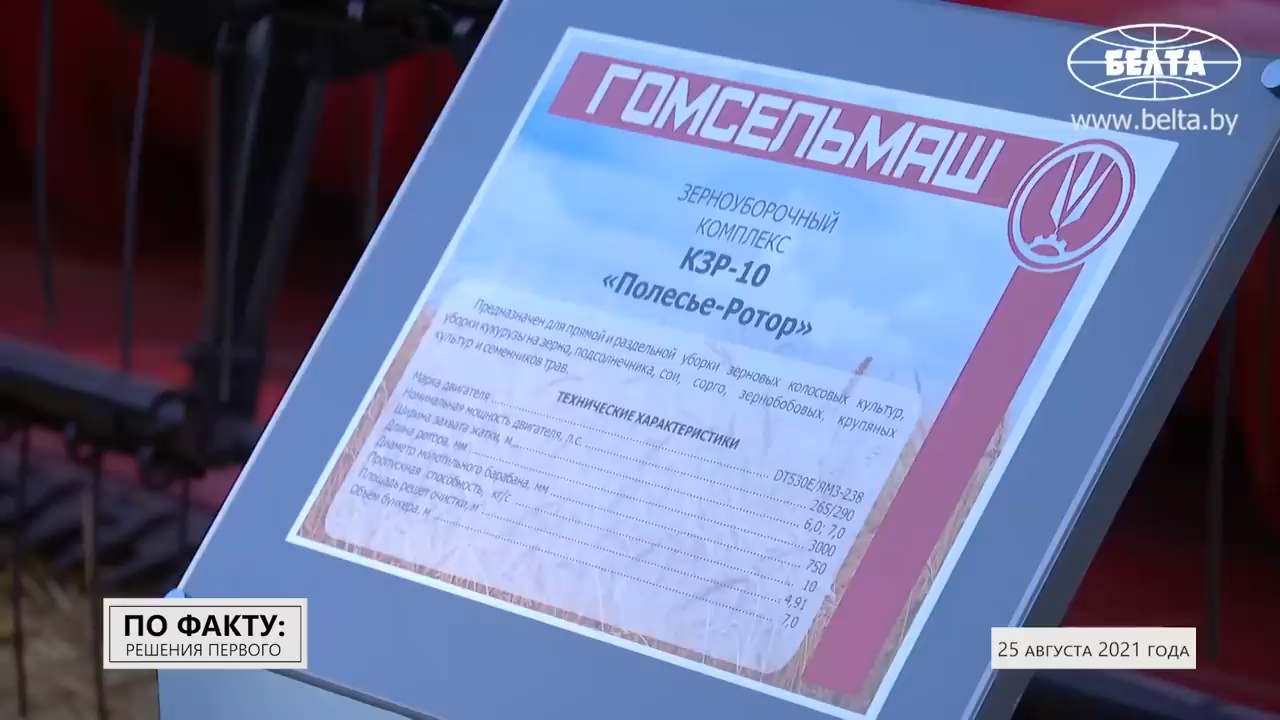 БЕЛТА
www.belta.by
ГОМСЕЛЬМАШ
ЗЕРНОУБОРОЧНЫЙ
КОМПЛЕКС
КЗР-10
«Полесье-Ротор»
Предназначен для прямой и раздельной уборки зерновых колосовых культур,
уборки кукурузы на зерно, подсолнечника, сои, сорго, зернобобовых, крупяных
культур и семенников трав.
ТЕХНИЧЕСКИЕ ХАРАКТЕРИСТИКИ
Марка двигателя ........ DT530E/ЯМЗ-238
Номинальная мощность двигателя, л.с. ........ 265/290
Ширина захвата жатки, м ........ 6,0; 7,0
Длина ротора, мм ........ 3000
Диаметр молотильного барабана, мм ........ 750
Пропускная способность, кг/с ........ 10
Площадь решет очистки, м² ........ 4,91
Объем бункера, м³ ........ 7,0
ПО ФАКТУ:
РЕШЕНИЯ ПЕРВОГО
25 АВГУСТА 2021 ГОДА